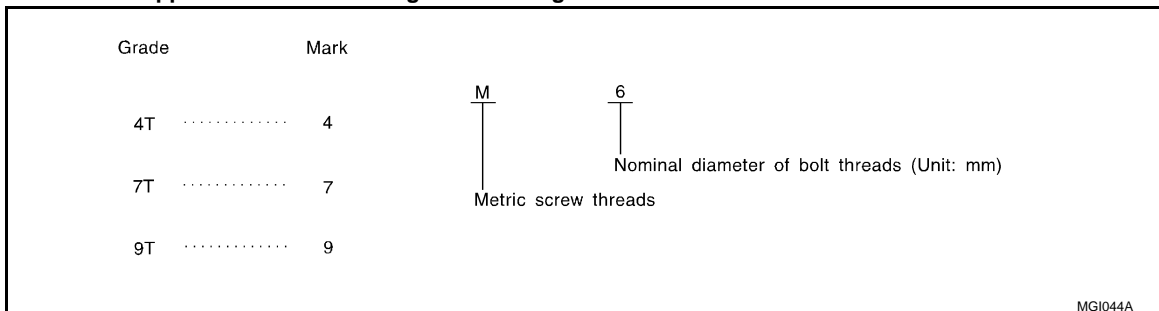 Grade Mark
M 6
4T ............. 4
Nominal diameter of bolt threads (Unit: mm)
7T ............. 7
Metric screw threads
9T ............. 9
MGI044A